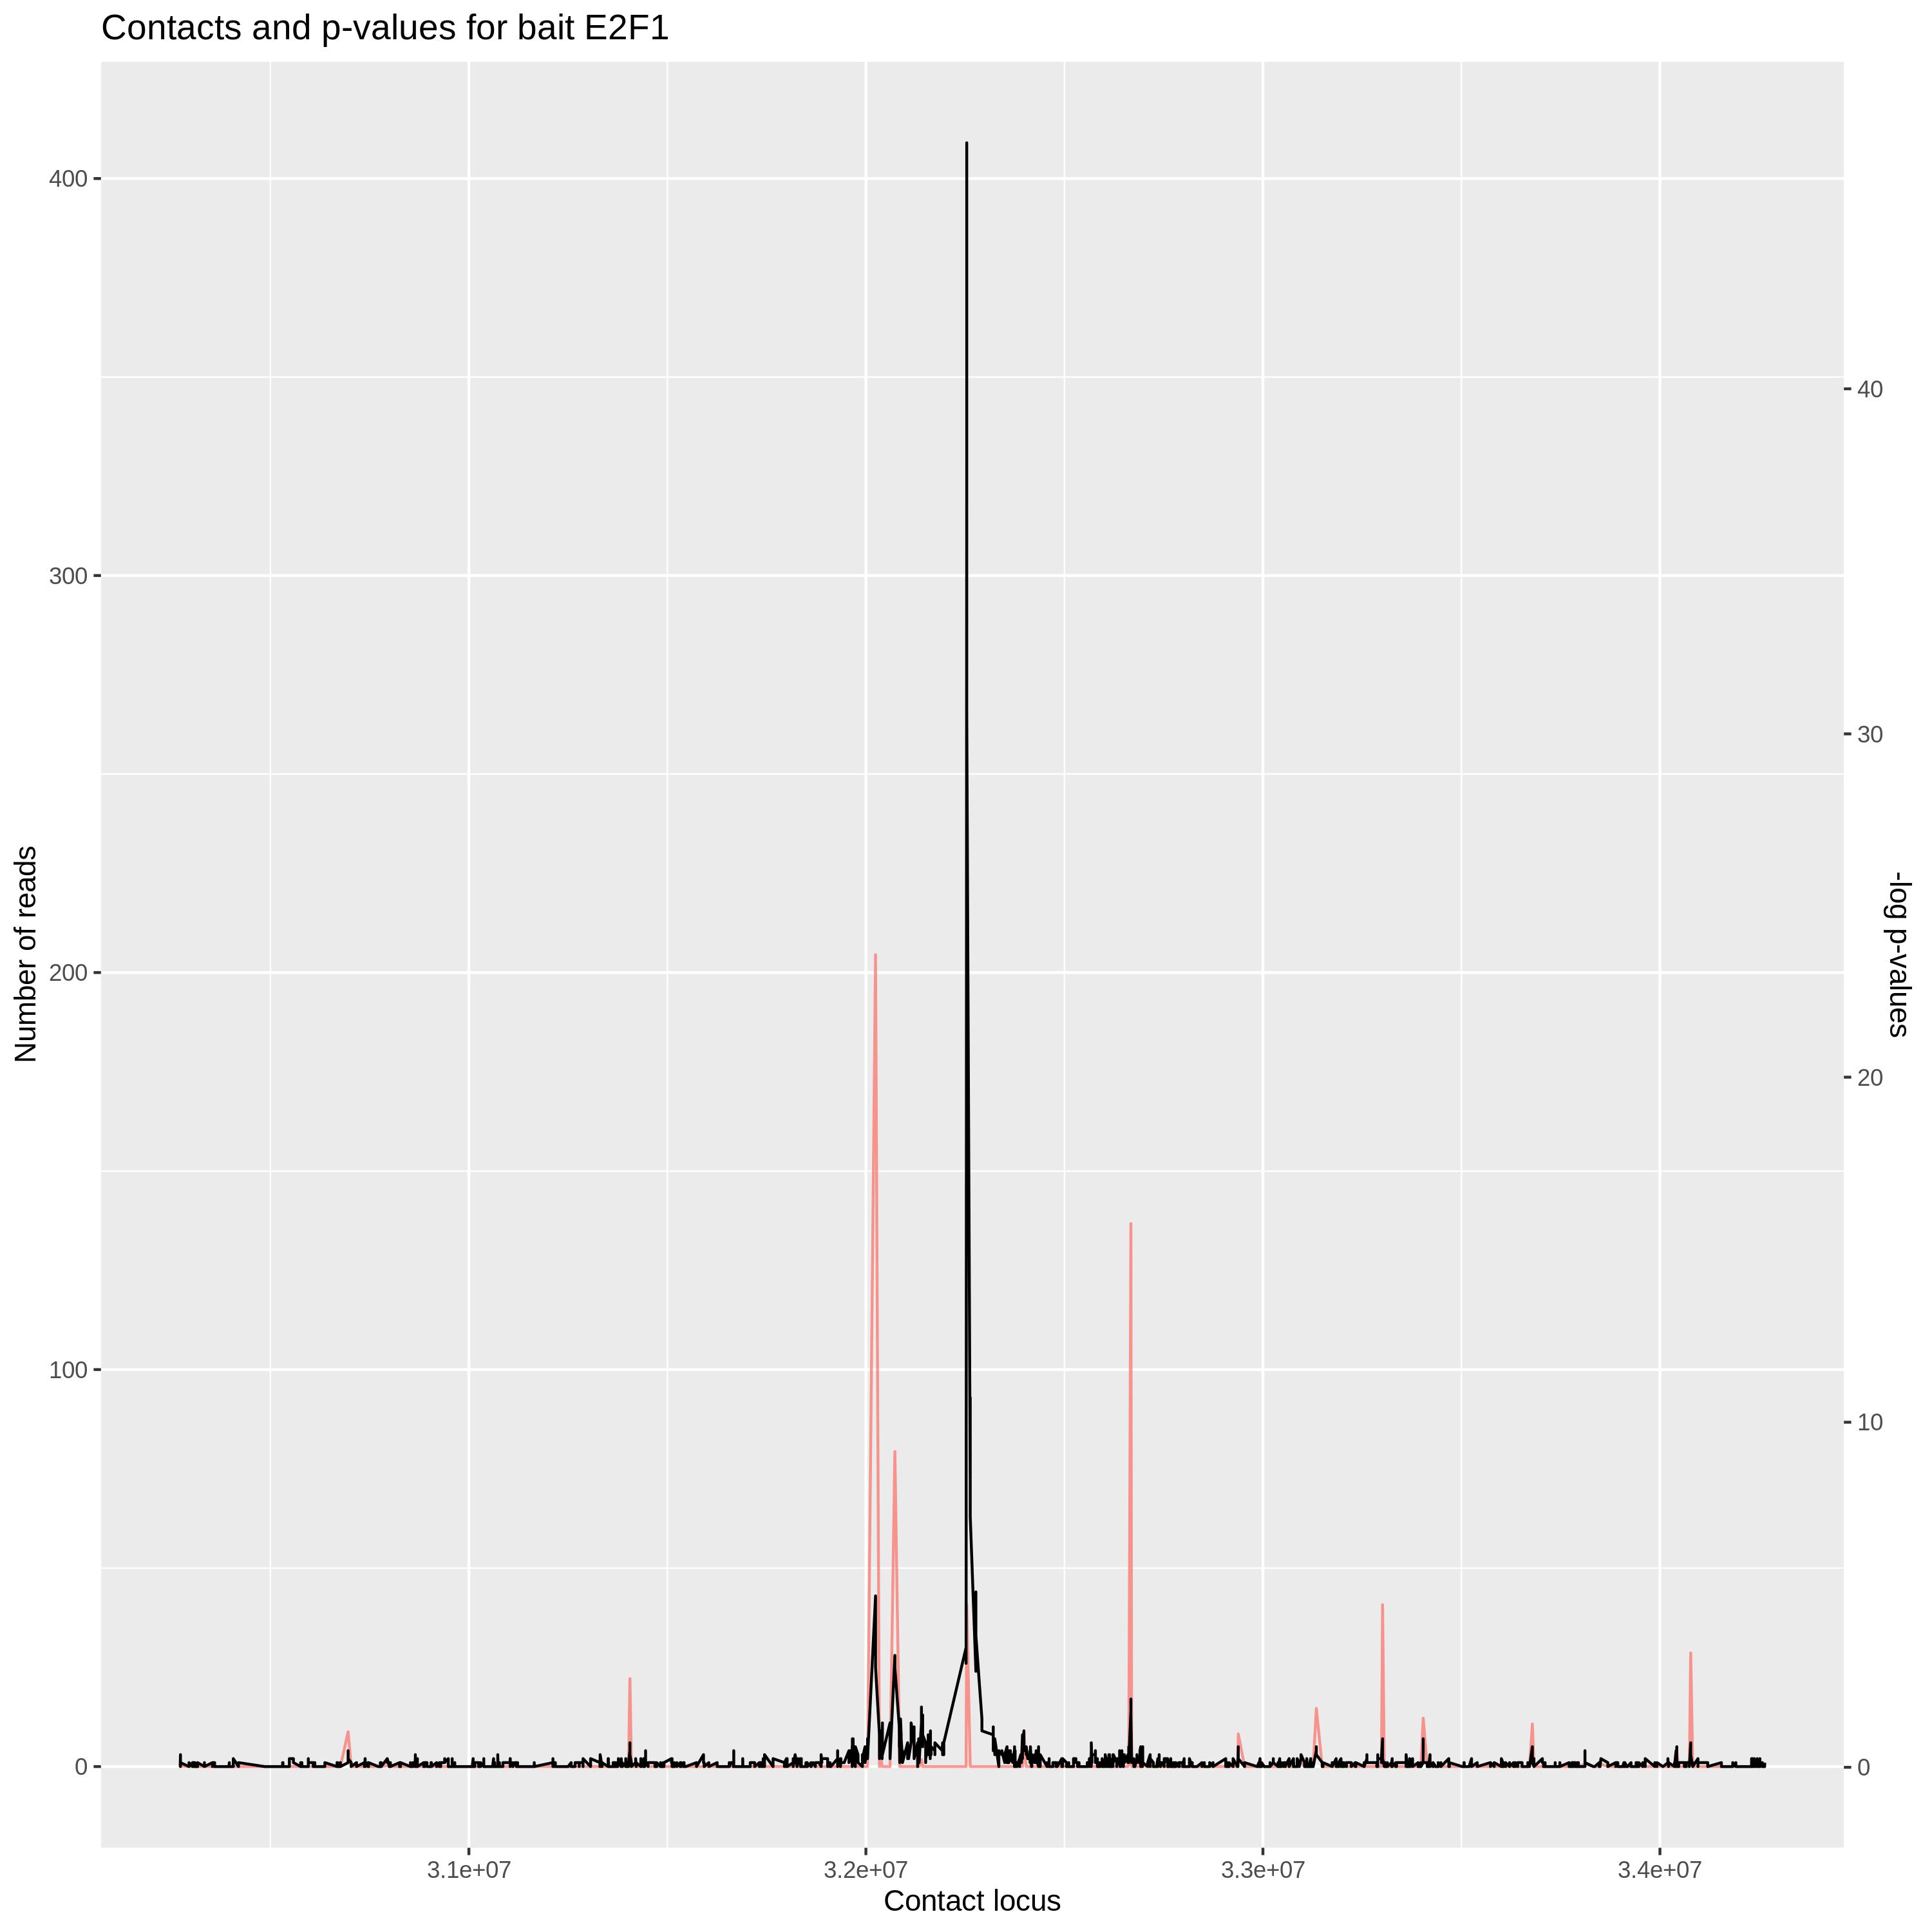 Contacts and p-values for bait E2F1
400
300
200
100
0
Number of reads
40
30
20
10
0
-log p-values
3.1e+07 3.2e+07 3.3e+07 3.4e+07
Contact locus